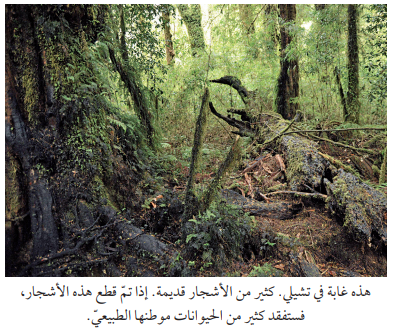 هذه غابة في تشيلي. كثير من الأشجار قديمة. إذا تمّ قطع هذه الأشجار،
فستفقد كثير من الحيوانات موطنها الطبيعيّ.